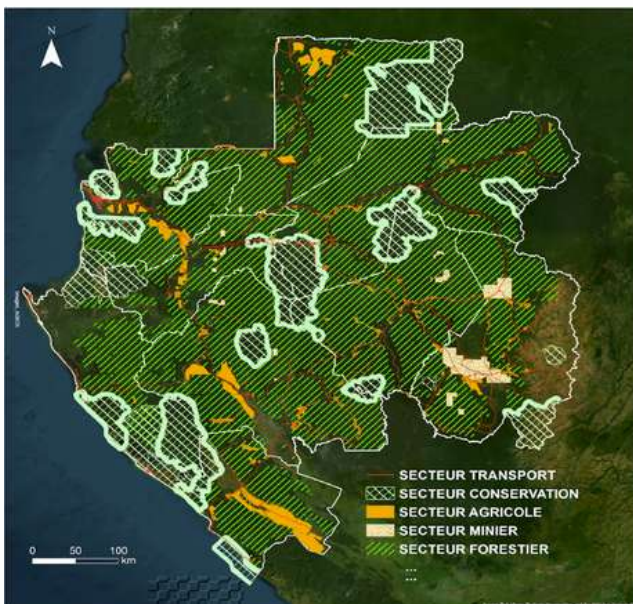 N
SECTEUR TRANSPORT
SECTEUR CONSERVATION
SECTEUR AGRICOLE
SECTEUR MINIER
SECTEUR FORESTIER
0 50 100
km